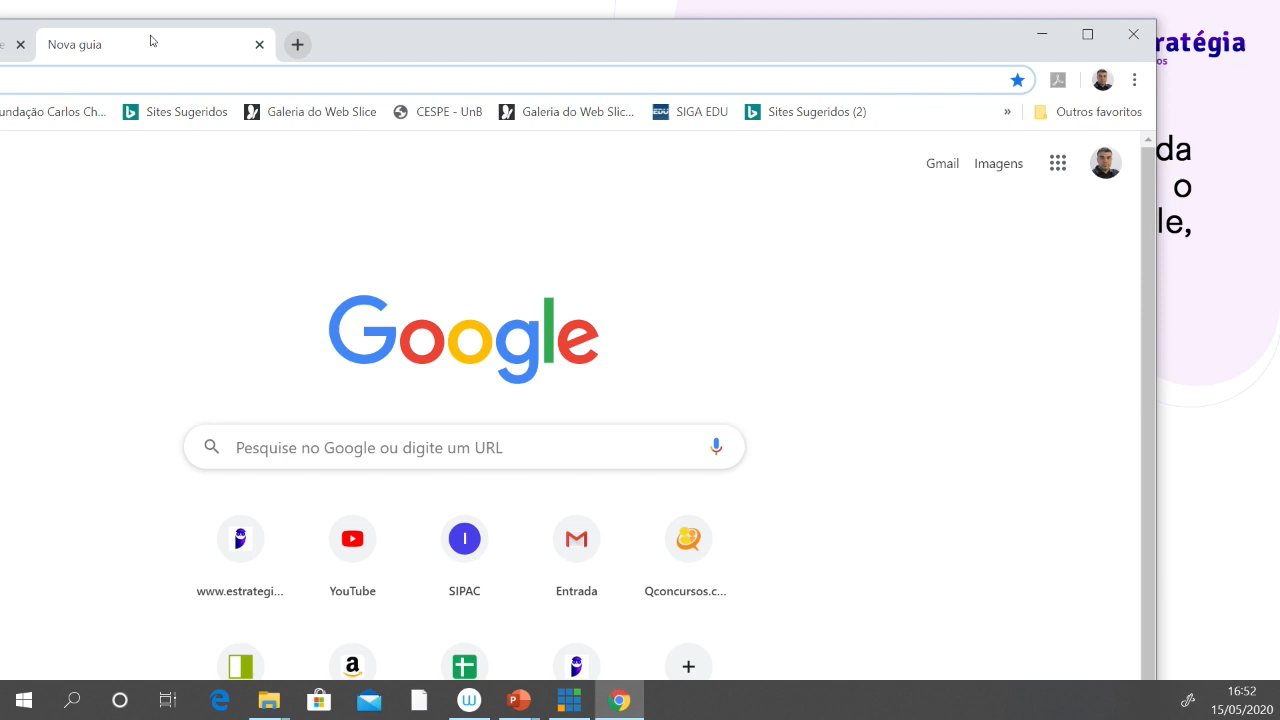 e
Nova guia
ratégia
os
undação Carlos Ch...
Sites Sugeridos
Galeria do Web Slice
CESPE - UnB
Galeria do Web Slic...
EDU
SIGA EDU
Sites Sugeridos (2)
»
Outros favoritos
da
o
le,
Gmail
Imagens
Google
Pesquise no Google ou digite um URL
I
www.estrategi...
YouTube
SIPAC
Entrada
Qconcursos.c...
16:52
15/05/2020